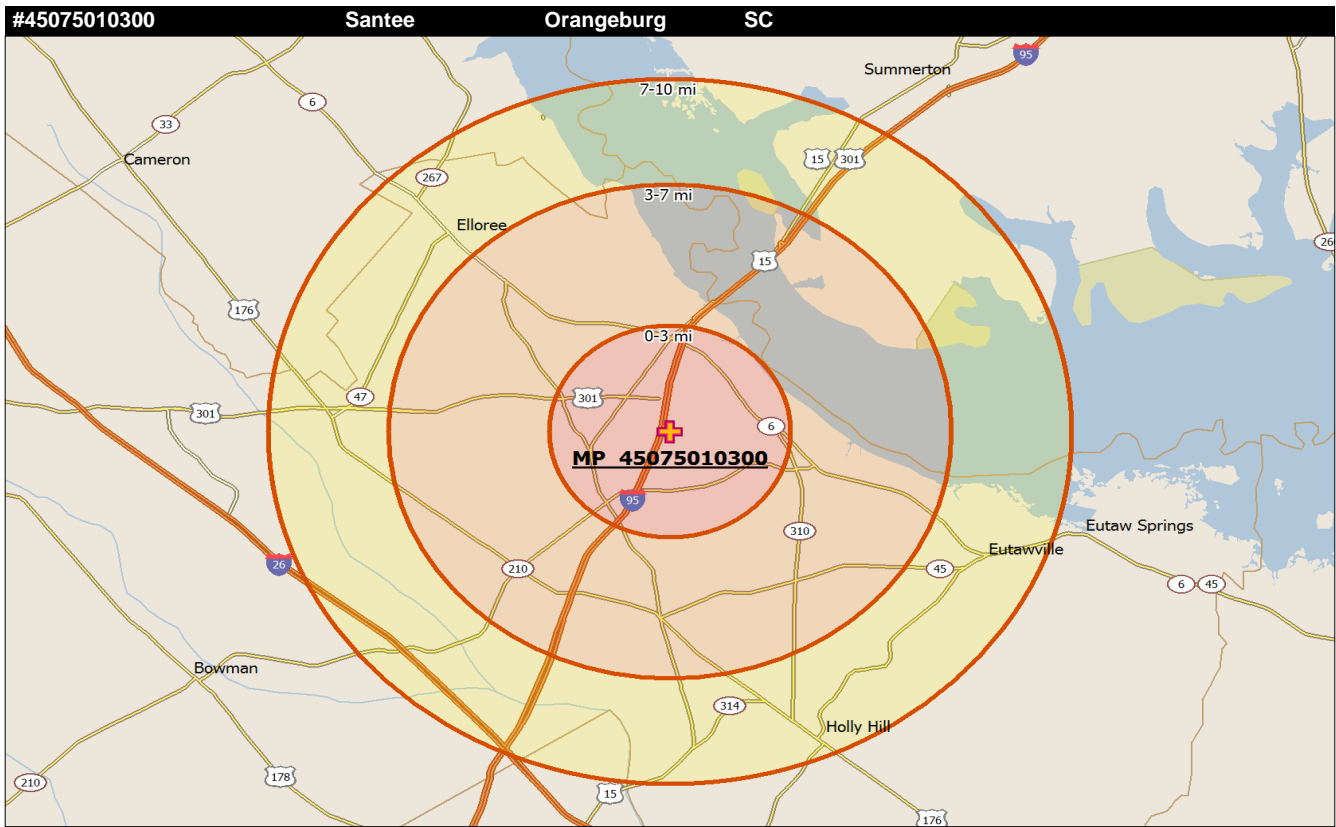 #45075010300 Santee Orangeburg SC
95
Summerton
7-10 mi
6
33
15 301
Cameron
267
3-7 mi
Elloree
26
15
176
0-3 mi
47
301
301
6
MP 45075010300
95
Eutaw Springs
310
Eutawville
26
210
45
6 45
Bowman
314
Holly Hill
178
210
15
176